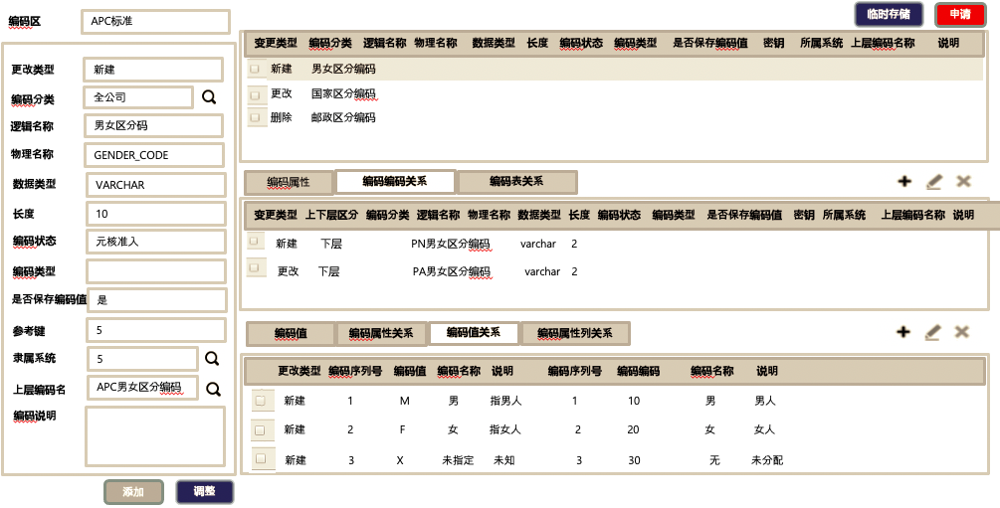 临时存储 申请
编码区 APC标准
变更类型 编码分类 逻辑名称 物理名称 数据类型 长度 编码状态 编码类型 是否保存编码值 密钥 所属系统 上层编码名称 说明
新建 男女区分编码
更改 国家区分编码
删除 邮政区分编码
更改类型 新建
编码分类 全公司
逻辑名称 男女区分码
物理名称 GENDER_CODE
数据类型 VARCHAR
长度 10
编码状态 元核准入
编码类型
是否保存编码值 是
参考键 5
隶属系统 5
上层编码名 APC男女区分编码
编码说明
添加 调整
编码属性 编码编码关系 编码表关系
变更类型 上下层区分 编码分类 逻辑名称 物理名称 数据类型 长度 编码状态 编码类型 是否保存编码值 密钥 所属系统 上层编码名称 说明
新建 下层 PN男女区分编码 varchar 2
更改 下层 PA男女区分编码 varchar 2
编码值 编码属性关系 编码值关系 编码属性列关系
更改类型 编码序列号 编码值 编码名称 说明 编码序列号 编码编码 编码名称 说明
新建 1 M 男 指男人 1 10 男 男人
新建 2 F 女 指女人 2 20 女 女人
新建 3 X 未指定 未知 3 30 无 未分配